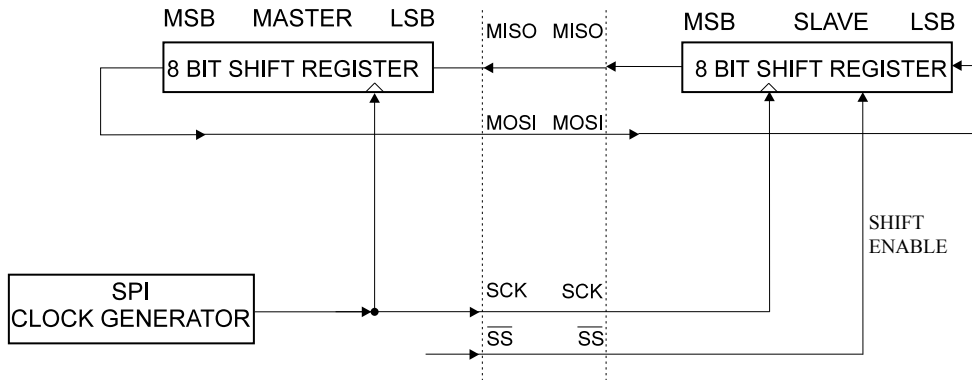 MSB MASTER LSB
MISO MISO
MSB SLAVE LSB
8 BIT SHIFT REGISTER
8 BIT SHIFT REGISTER
MOSI MOSI
SHIFT
ENABLE
SPI
CLOCK GENERATOR
SCK SCK
SS SS